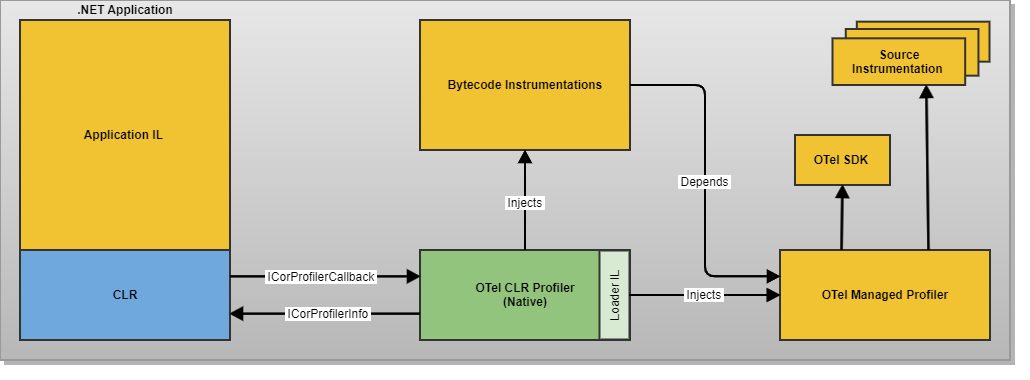 .NET Application
Application IL
CLR
ICorProfilerCallback
ICorProfilerInfo
Bytecode Instrumentations
Injects
OTel CLR Profiler
(Native)
Loader IL
Depends
Injects
Source
Instrumentation
OTel SDK
OTel Managed Profiler